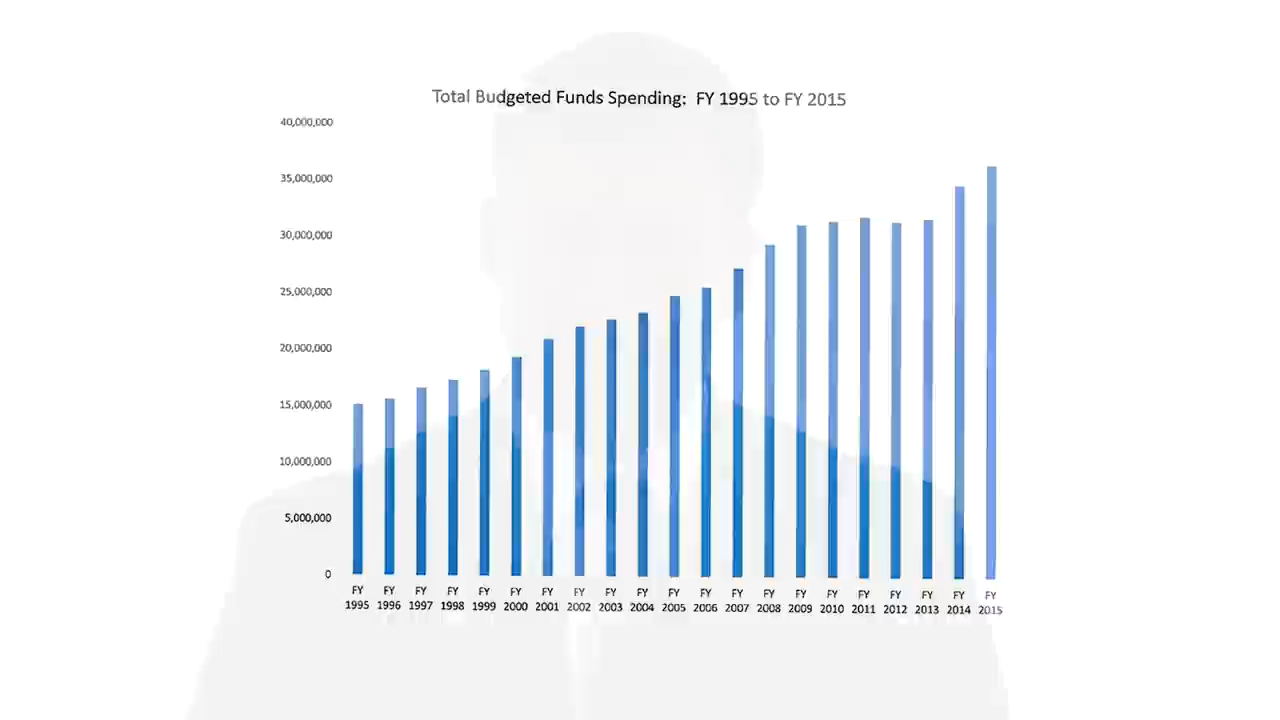 Total Budgeted Funds Spending: FY 1995 to FY 2015
40,000,000
35,000,000
30,000,000
25,000,000
20,000,000
15,000,000
10,000,000
5,000,000
0
FY 1995
FY 1996
FY 1997
FY 1998
FY 1999
FY 2000
FY 2001
FY 2002
FY 2003
FY 2004
FY 2005
FY 2006
FY 2007
FY 2008
FY 2009
FY 2010
FY 2011
FY 2012
FY 2013
FY 2014
FY 2015